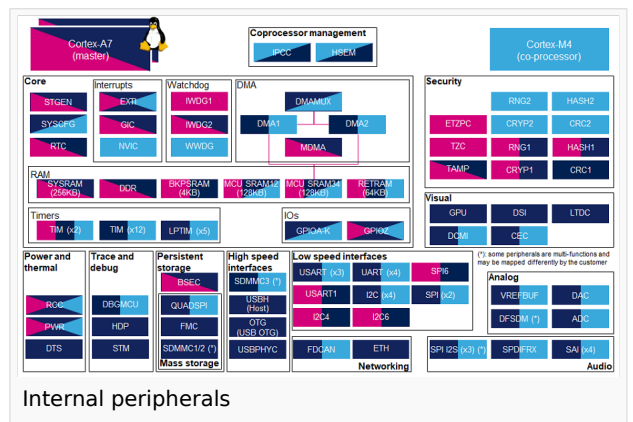 Cortex-A7
(master)
Coprocessor management
IPCC HSEM
Cortex-M4
(co-processor)
Core
STGEN
SYSCFG
RTC
Interrupts
EXTI
GIC
NVIC
Watchdog
IWDG1
IWDG2
WWDG
DMA
DMAMUX
DMA1 DMA2
MDMA
Security
RNG2 HASH2
ETZPC CRYP2 CRC2
TZC RNG1 HASH1
TAMP CRYP1 CRC1
RAM
SYSRAM
(256KB)
DDR
BKPSRAM
(4KB)
MCU SRAM12
(128KB)
MCU SRAM34
(128KB)
RETRAM
(64KB)
Timers
TIM (x2) TIM (x12) LPTIM (x5)
IOs
GPIOA-K GPIOZ
Visual
GPU DSI LTDC
DCMI CEC
Power and
thermal
RCC
PWR
DTS
Trace and
debug
DBGMCU
HDP
STM
Persistent
storage
BSEC
QUADSPI
FMC
SDMMC1/2 (*)
Mass storage
High speed
interfaces
SDMMC3 (*)
USBH
(Host)
OTG
(USB OTG)
USBPHYC
Low speed interfaces
USART (x3) UART (x4) SPI6
USART1 I2C (x4) SPI (x2)
I2C4 I2C6
(*): some peripherals are multi-functions and
may be mapped differently by the customer
Analog
VREFBUF DAC
DFSDM (*) ADC
FDCAN ETH
Networking
SPI I2S (x3) (*) SPDIFRX SAI (x4)
Audio
Internal peripherals